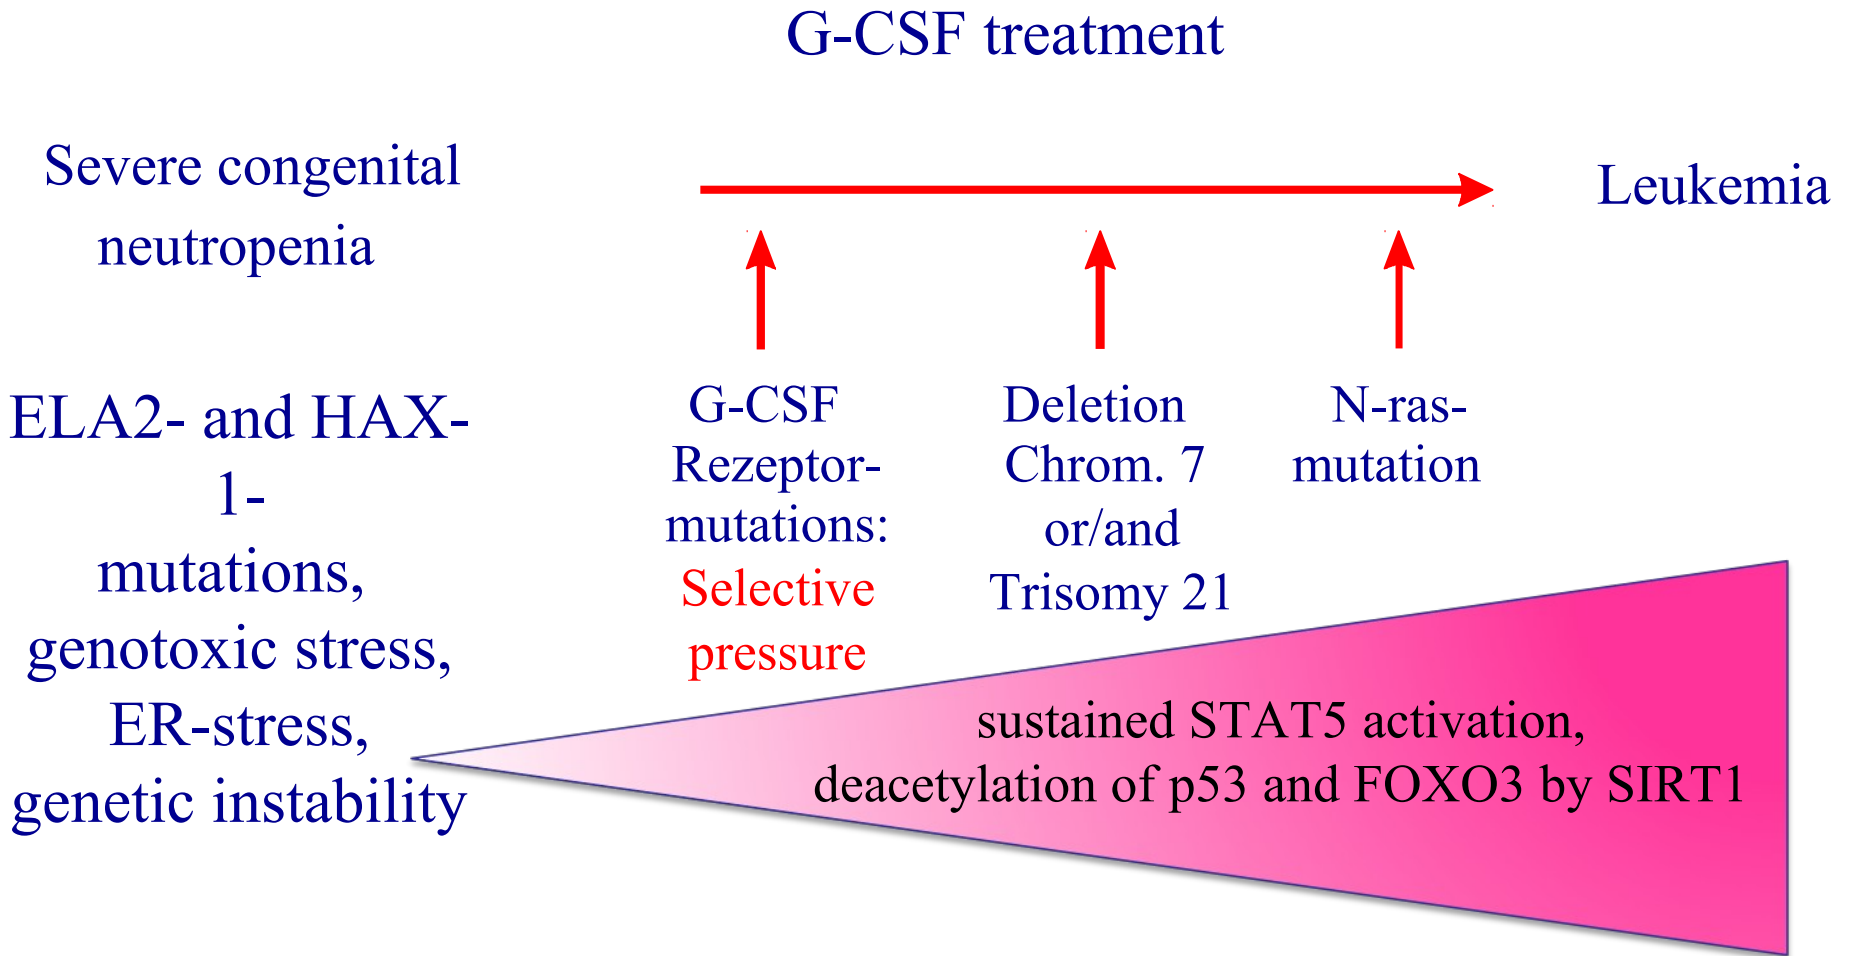 G-CSF treatment
Severe congenital
neutropenia
Leukemia
ELA2- and HAX-
1-
mutations,
genotoxic stress,
ER-stress,
genetic instability
G-CSF
Rezeptor-
mutations:
Selective
pressure
Deletion
Chrom. 7
or/and
Trisomy 21
N-ras-
mutation
sustained STAT5 activation,
deacetylation of p53 and FOXO3 by SIRT1